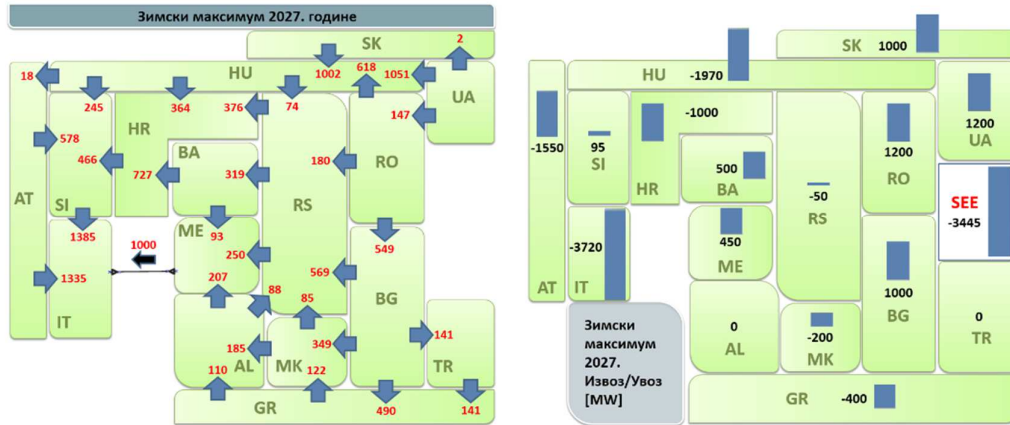 Зимски максимум 2027. године
SK
2
18
HU
1002
618
1051
UA
245
364
376
74
147
HR
578
466
BA
727
319
180
RO
AT
SI
RS
1385
ME
93
549
1000
250
1335
207
569
88
85
BG
IT
141
185
AL
MK
349
TR
110
122
GR
490
141
SK
1000
HU
-1970
UA
1200
-1550
95
SI
HR
-1000
500
BA
RO
1200
RS
-50
SEE
-3445
-3720
450
ME
AT
IT
1000
BG
0
TR
Зимски
максимум
2027.
Извоз/Увоз
[MW]
0
AL
-200
MK
GR
-400